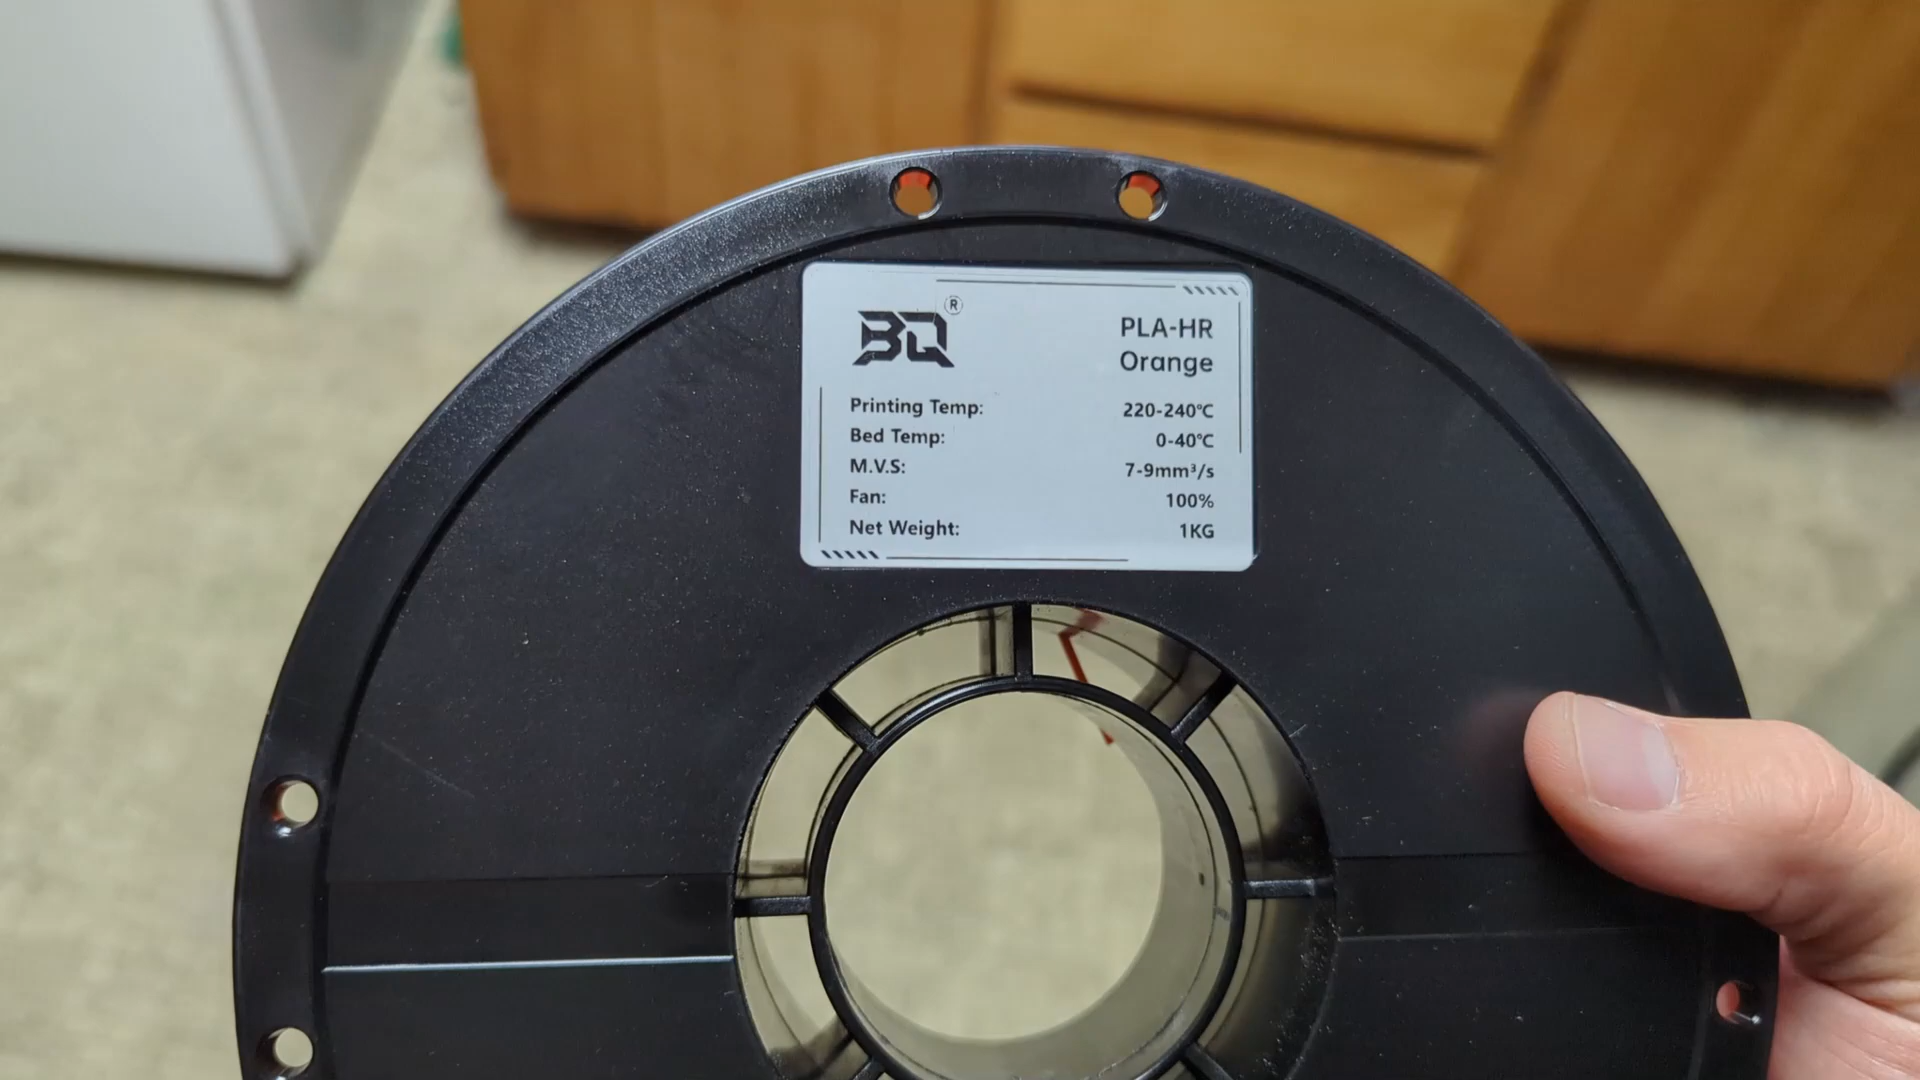 BQ®
PLA-HR
Orange
Printing Temp: 220-240℃
Bed Temp: 0-40℃
M.V.S: 7-9mm³/s
Fan: 100%
Net Weight: 1KG